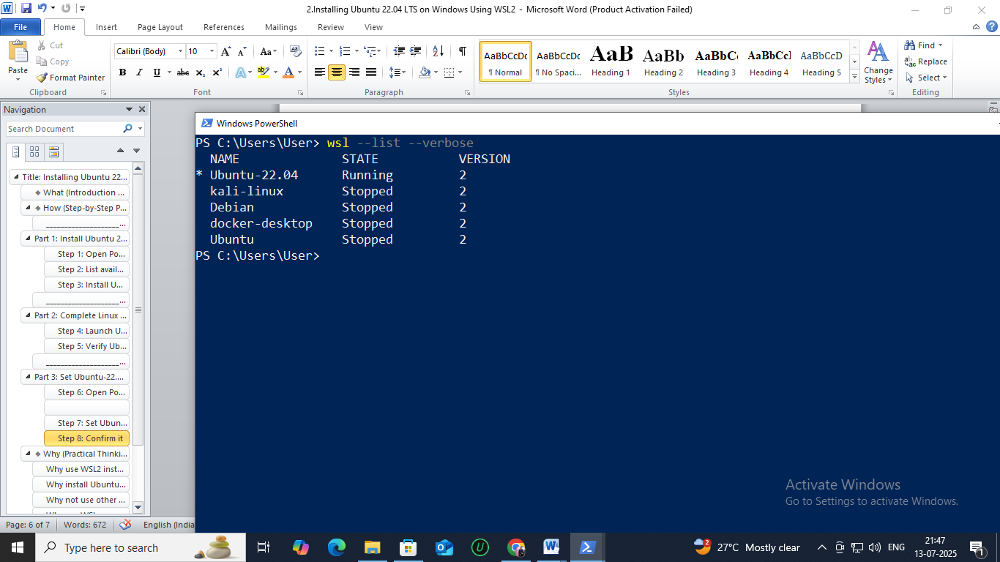 2.Installing Ubuntu 22.04 LTS on Windows Using WSL2 - Microsoft Word (Product Activation Failed)
File Home Insert Page Layout References Mailings Review View
Paste
Cut
Copy
Format Painter
Clipboard
Calibri (Body) 10
Font
Paragraph
AaBbCcDc AaBbCcDc AaB AaBb AaBbC AaBbCcI AaBbCcD
¶ Normal ¶ No Spaci... Heading 1 Heading 2 Heading 3 Heading 4 Heading 5
Styles
Change
Styles
Find
Replace
Select
Editing
Navigation
Search Document
Title: Installing Ubuntu 22...
What (Introduction ...
How (Step-by-Step P...
____________________...
Part 1: Install Ubuntu 2...
Step 1: Open Po...
Step 2: List avail...
Step 3: Install U...
____________________...
Part 2: Complete Linux ...
Step 4: Launch U...
Step 5: Verify Ub...
____________________...
Part 3: Set Ubuntu-22....
Step 6: Open Po...
Step 7: Set Ubun...
Step 8: Confirm it
Why (Practical Thinki...
Why use WSL2 inst...
Why install Ubuntu...
Why not use other ...
Windows PowerShell
PS C:\Users\User> wsl --list --verbose
NAME STATE VERSION
* Ubuntu-22.04 Running 2
kali-linux Stopped 2
Debian Stopped 2
docker-desktop Stopped 2
Ubuntu Stopped 2
PS C:\Users\User>
Activate Windows
Go to Settings to activate Windows.
Page: 6 of 7 Words: 672 English (India
Type here to search
2
27°C Mostly clear
ENG
21:47
13-07-2025
1